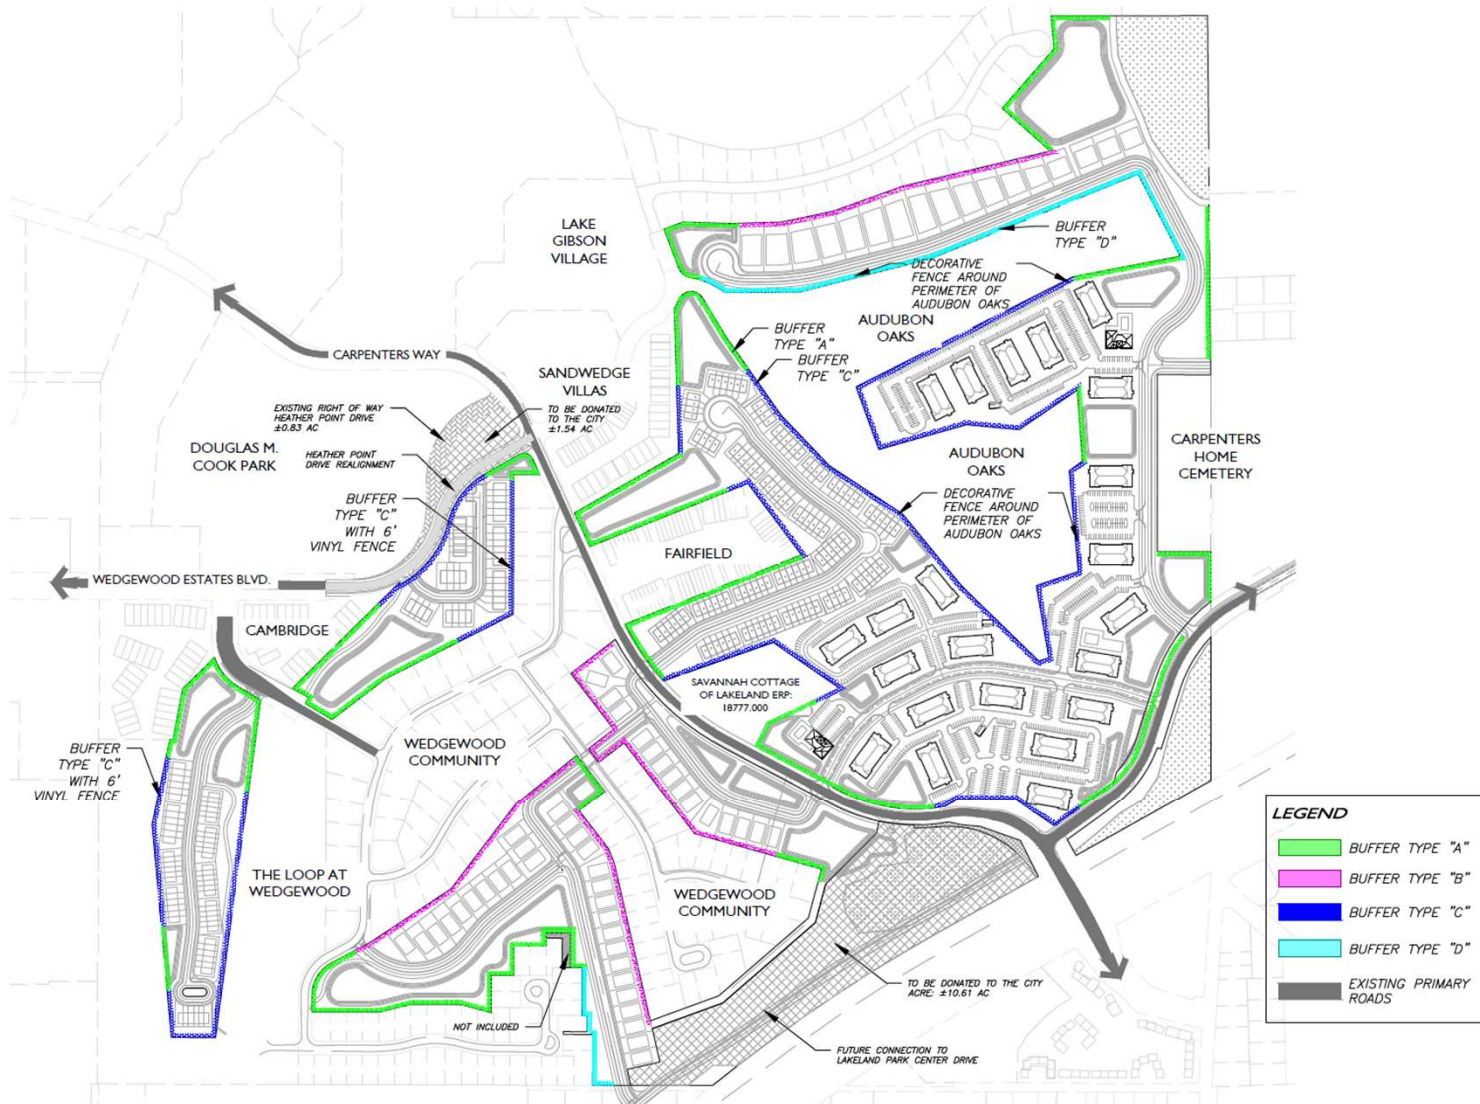 LAKE
GIBSON
VILLAGE
BUFFER
TYPE "D"
DECORATIVE
FENCE AROUND
PERIMETER OF
AUDUBON OAKS
AUDUBON
OAKS
BUFFER
TYPE "A"
BUFFER
TYPE "C"
CARPENTERS WAY
SANDWEDGE
VILLAS
EXISTING RIGHT OF WAY
HEATHER POINT DRIVE
±0.83 AC
TO BE DONATED
TO THE CITY
±1.54 AC
DOUGLAS M.
COOK PARK
HEATHER POINT
DRIVE REALIGNMENT
CARPENTERS
HOME
CEMETERY
AUDUBON
OAKS
DECORATIVE
FENCE AROUND
PERIMETER OF
AUDUBON OAKS
BUFFER
TYPE "C"
WITH 6'
VINYL FENCE
FAIRFIELD
WEDGEWOOD ESTATES BLVD.
CAMBRIDGE
SAVANNAH COTTAGE
OF LAKELAND ERP:
18777.000
WEDGEWOOD
COMMUNITY
BUFFER
TYPE "C"
WITH 6'
VINYL FENCE
THE LOOP AT
WEDGEWOOD
WEDGEWOOD
COMMUNITY
TO BE DONATED TO THE CITY
ACRE: ±10.61 AC
NOT INCLUDED
FUTURE CONNECTION TO
LAKELAND PARK CENTER DRIVE
LEGEND
BUFFER TYPE "A"
BUFFER TYPE "B"
BUFFER TYPE "C"
BUFFER TYPE "D"
EXISTING PRIMARY
ROADS